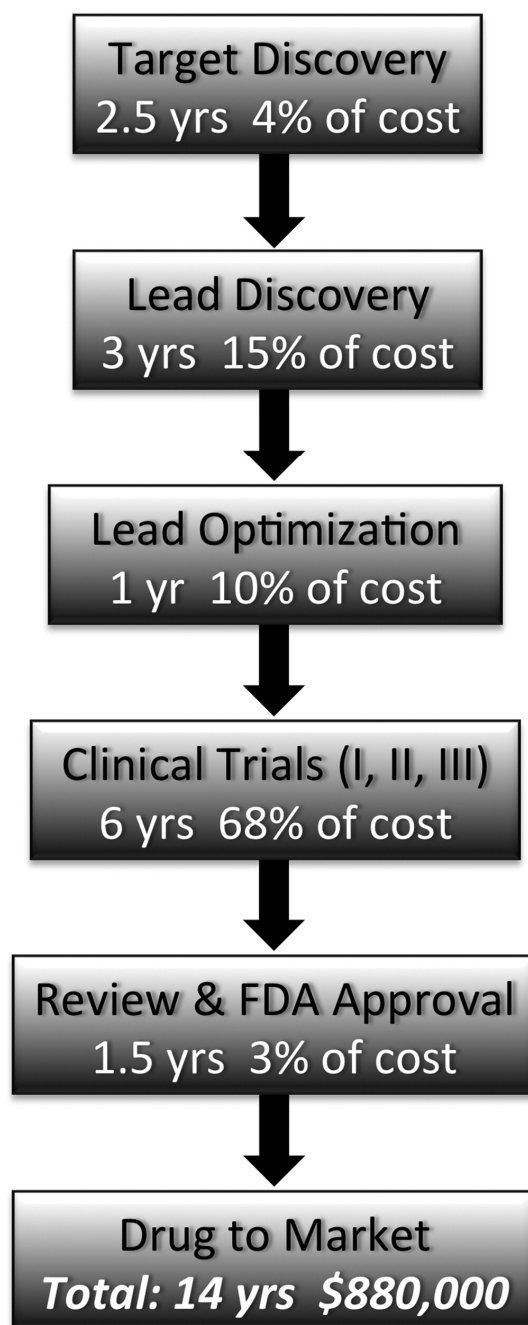 Target Discovery
2.5 yrs 4% of cost
Lead Discovery
3 yrs 15% of cost
Lead Optimization
1 yr 10% of cost
Clinical Trials (I, II, III)
6 yrs 68% of cost
Review & FDA Approval
1.5 yrs 3% of cost
Drug to Market
Total: 14 yrs $880,000